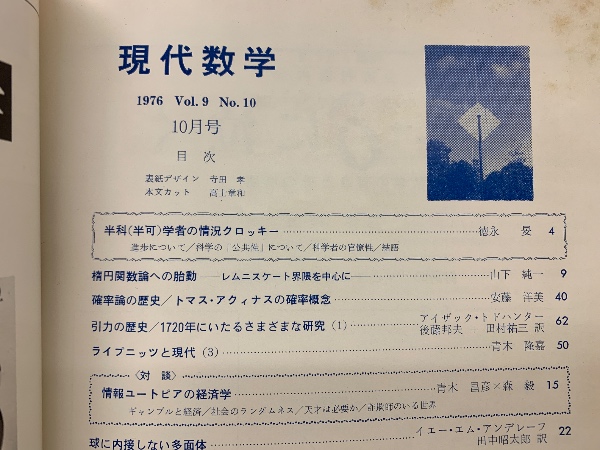 現代数学
1976 Vol.9 No.10
10月号
目次
表紙デザイン 寺田 孝
本文カット 高士幸和
半科(半可)学者の情況クロッキー 徳永 旻 4
進歩について/科学の「公共性」について/科学者の官僚性/結語
楕円関数論への胎動――レムニスケート界隈を中心に 山下 純一 9
確率論の歴史/トマス・アクィナスの確率概念 安藤 洋美 40
引力の歴史/1720年にいたるさまざまな研究(1) アイザック・トドハンター 62
後藤邦夫 田村祐三 訳
ライプニッツと現代(3) 青木 隆嘉 50
〈対談〉
情報ユートピアの経済学 青木 昌彦×森 毅 15
ギャンブルと経済/社会のランダムネス/天才は必要か/詐欺師のいる世界
球に内接しない多面体 イエー・エム・アンデレーフ 22
田中昭太郎 訳